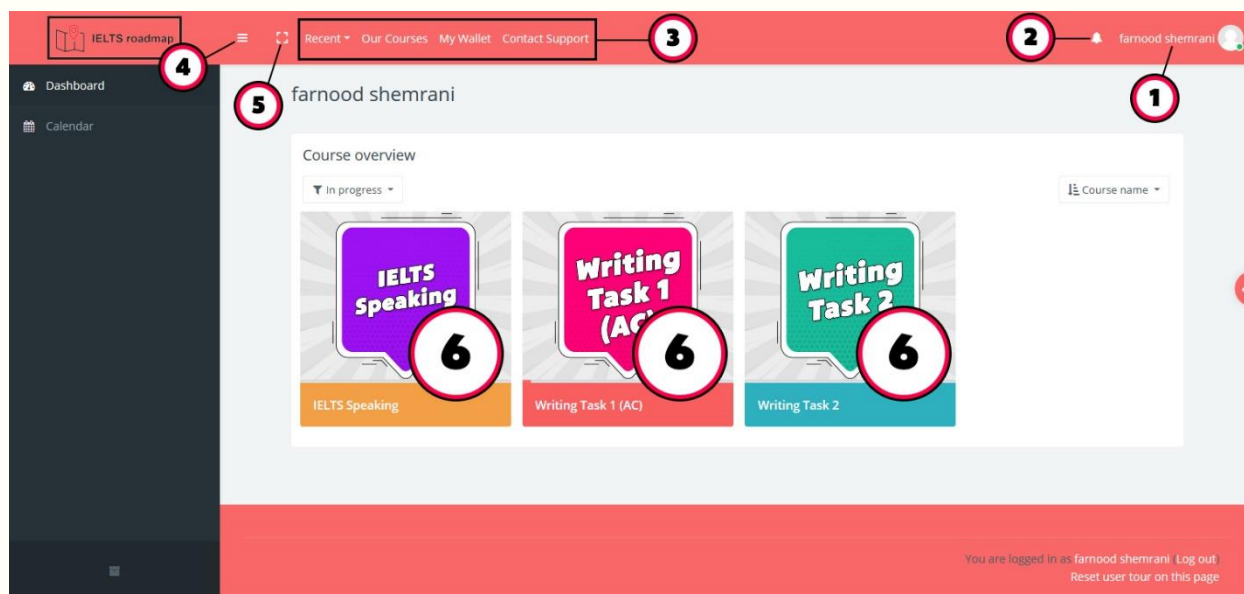 IELTS roadmap
Recent Our Courses My Wallet Contact Support
3
2
farnood shemrani
4
5
1
Dashboard
Calendar
farnood shemrani
Course overview
In progress
Course name
IELTS
Speaking
6
Writing
Task 1
(AC)
6
Writing
Task 2
6
IELTS Speaking
Writing Task 1 (AC)
Writing Task 2
You are logged in as farnood shemrani (Log out)
Reset user tour on this page